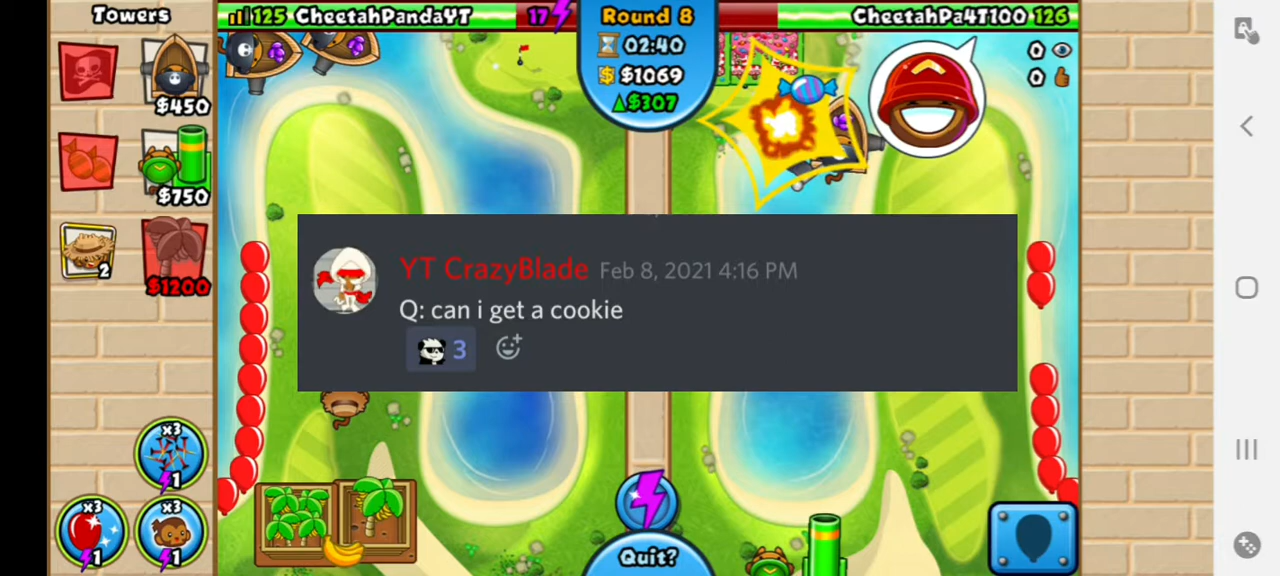 Towers
125 CheetahPandaYT
17
Round 8
CheetahPa4T100 126
02:40
$1069
$307
0
0
$450
$750
2
$1200
YT CrazyBlade Feb 8, 2021 4:16 PM
Q: can i get a cookie
3
x3
1
x3
1
x3
1
Quit?